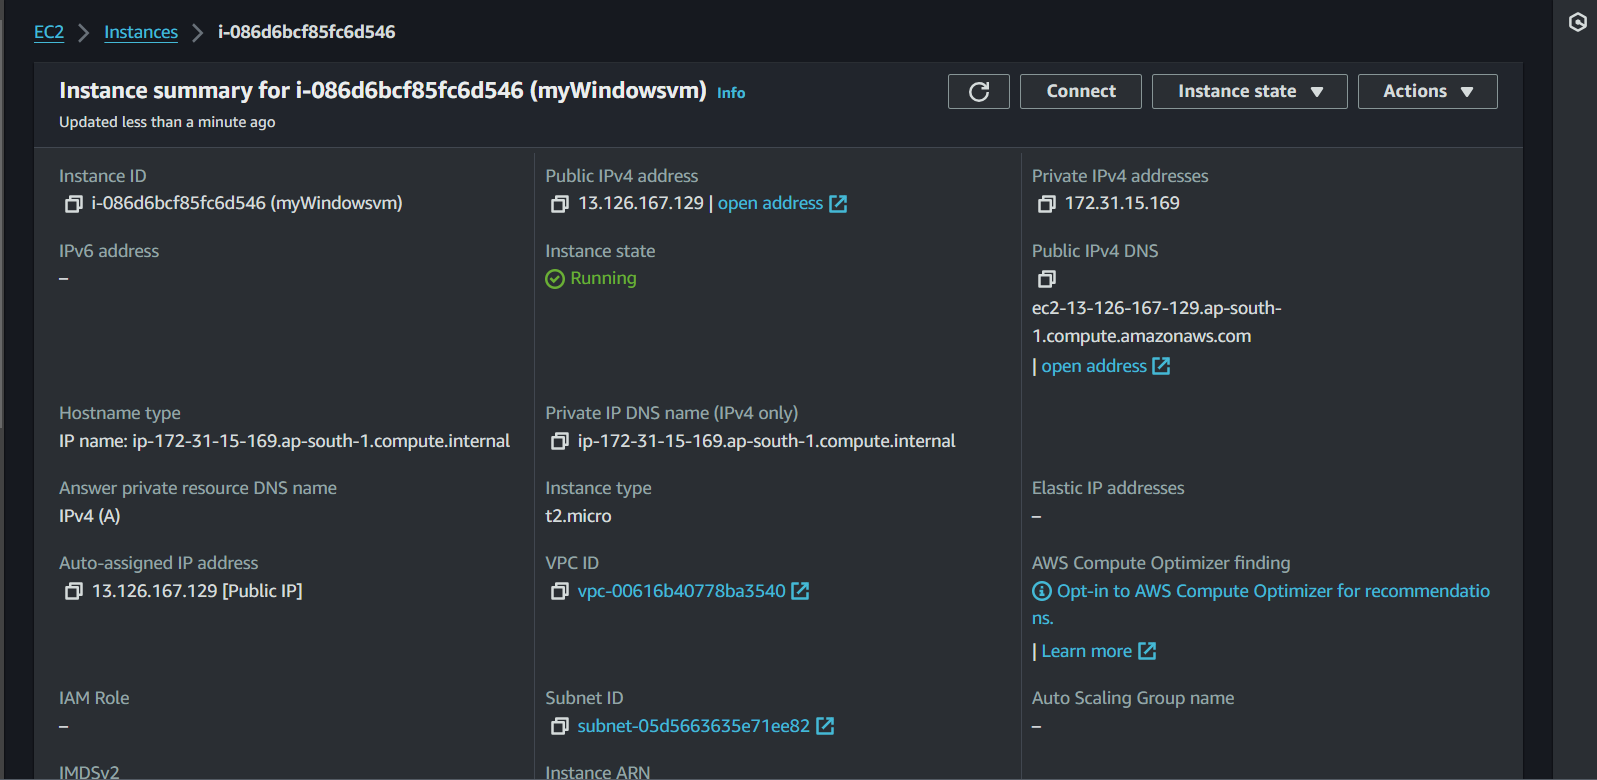 EC2 > Instances > i-086d6bcf85fc6d546
Instance summary for i-086d6bcf85fc6d546 (myWindowsvm) Info
Updated less than a minute ago
Connect
Instance state
Actions
Instance ID
i-086d6bcf85fc6d546 (myWindowsvm)
Public IPv4 address
13.126.167.129 | open address
Private IPv4 addresses
172.31.15.169
IPv6 address
–
Instance state
Running
Public IPv4 DNS
ec2-13-126-167-129.ap-south-
1.compute.amazonaws.com
| open address
Hostname type
IP name: ip-172-31-15-169.ap-south-1.compute.internal
Private IP DNS name (IPv4 only)
ip-172-31-15-169.ap-south-1.compute.internal
Answer private resource DNS name
IPv4 (A)
Instance type
t2.micro
Elastic IP addresses
–
Auto-assigned IP address
13.126.167.129 [Public IP]
VPC ID
vpc-00616b40778ba3540
AWS Compute Optimizer finding
Opt-in to AWS Compute Optimizer for recommendatio
ns.
| Learn more
IAM Role
–
Subnet ID
subnet-05d5663635e71ee82
Auto Scaling Group name
–
IMDSv2
Instance ARN